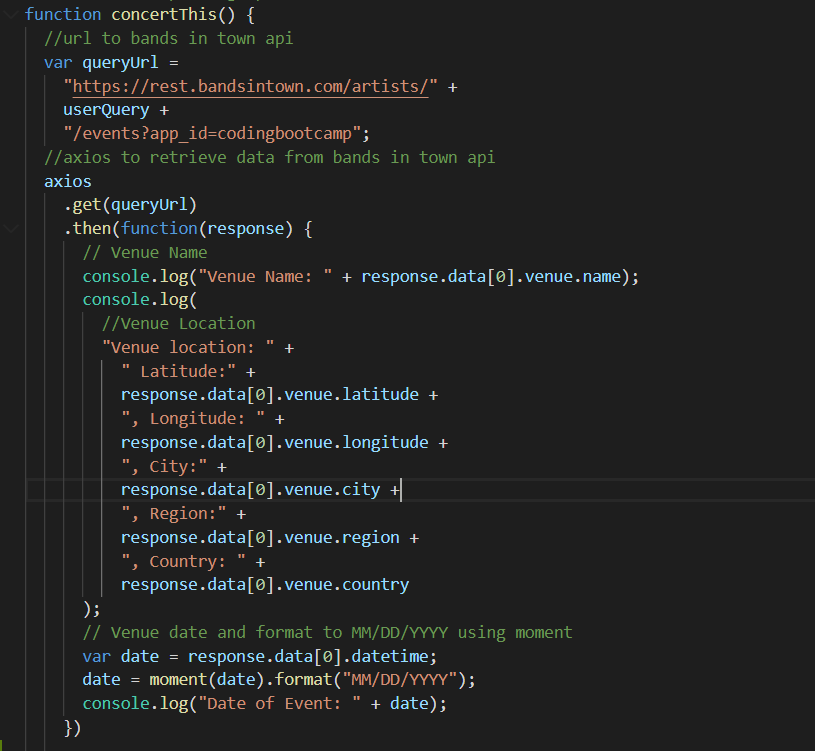 function concertThis() {
//url to bands in town api
var queryUrl =
"https://rest.bandsintown.com/artists/" +
userQuery +
"/events?app_id=codingbootcamp";
//axios to retrieve data from bands in town api
axios
.get(queryUrl)
.then(function(response) {
// Venue Name
console.log("Venue Name: " + response.data[0].venue.name);
console.log(
//Venue Location
"Venue location: " +
" Latitude:" +
response.data[0].venue.latitude +
", Longitude: " +
response.data[0].venue.longitude +
", City:" +
response.data[0].venue.city +
", Region:" +
response.data[0].venue.region +
", Country: " +
response.data[0].venue.country
);
// Venue date and format to MM/DD/YYYY using moment
var date = response.data[0].datetime;
date = moment(date).format("MM/DD/YYYY");
console.log("Date of Event: " + date);
})